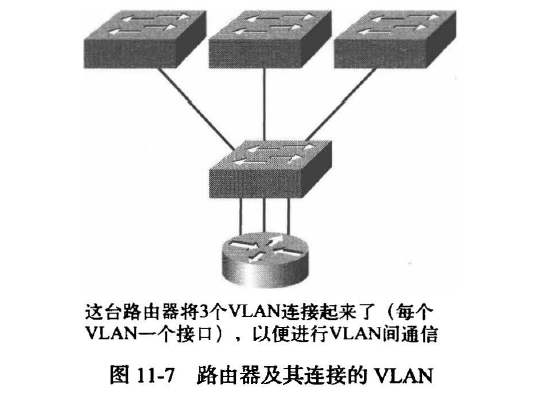 这台路由器将3个VLAN连接起来了（每个
VLAN一个接口），以便进行VLAN间通信
图 11-7 路由器及其连接的 VLAN